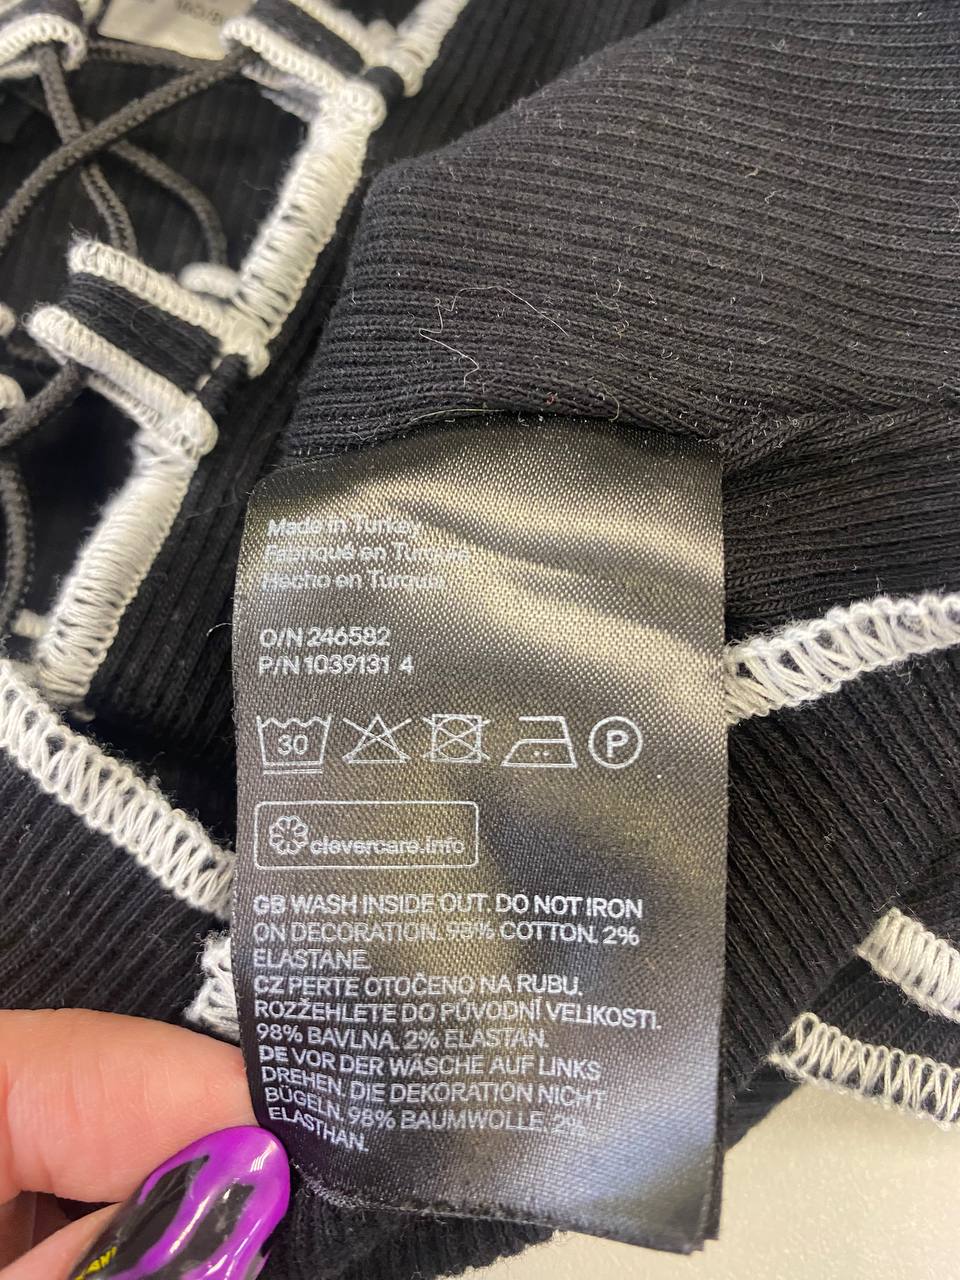 Made in Turkey
Fabriqué en Turquie
Hecho en Turquía
O/N 246582
P/N 1039131 4
30
P
clevercare.info
GB WASH INSIDE OUT. DO NOT IRON
ON DECORATION. 98% COTTON. 2%
ELASTANE.
CZ PERTE OTOČENO NA RUBU.
ROZŽEHLETE DO PŮVODNÍ VELIKOSTI.
98% BAVLNA. 2% ELASTAN.
DE VOR DER WÄSCHE AUF LINKS
DREHEN. DIE DEKORATION NICHT
BÜGELN. 98% BAUMWOLLE. 2%
ELASTHAN.